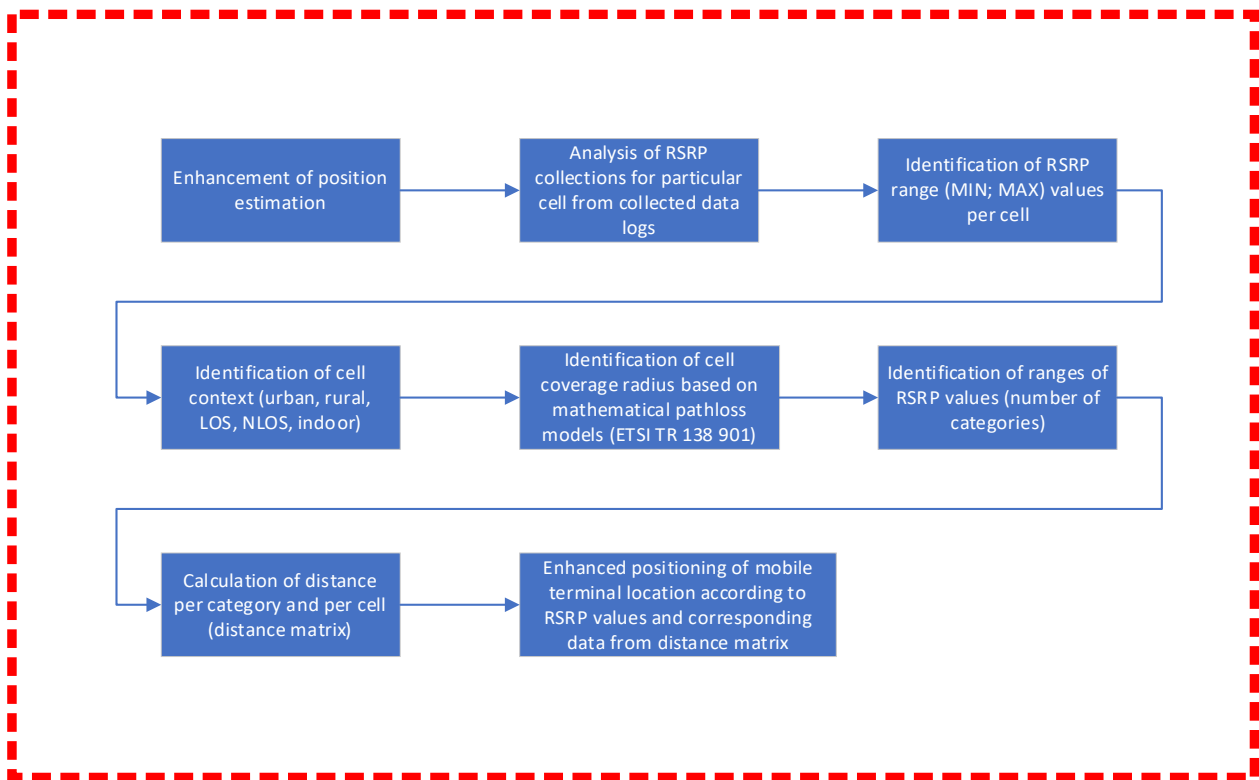 Enhancement of position
estimation
Analysis of RSRP
collections for particular
cell from collected data
logs
Identification of RSRP
range (MIN; MAX) values
per cell
Identification of cell
context (urban, rural,
LOS, NLOS, indoor)
Identification of cell
coverage radius based on
mathematical pathloss
models (ETSI TR 138 901)
Identification of ranges of
RSRP values (number of
categories)
Calculation of distance
per category and per cell
(distance matrix)
Enhanced positioning of mobile
terminal location according to
RSRP values and corresponding
data from distance matrix